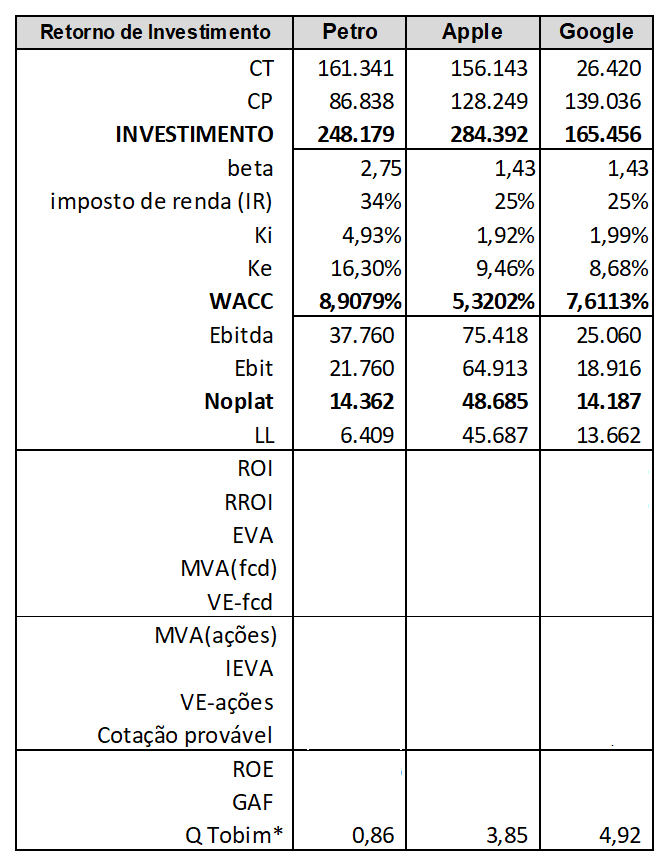 Retorno de Investimento Petro Apple Google
CT 161.341 156.143 26.420
CP 86.838 128.249 139.036
INVESTIMENTO 248.179 284.392 165.456
beta 2,75 1,43 1,43
imposto de renda (IR) 34% 25% 25%
Ki 4,93% 1,92% 1,99%
Ke 16,30% 9,46% 8,68%
WACC 8,9079% 5,3202% 7,6113%
Ebitda 37.760 75.418 25.060
Ebit 21.760 64.913 18.916
Noplat 14.362 48.685 14.187
LL 6.409 45.687 13.662
ROI
RROI
EVA
MVA(fcd)
VE-fcd
MVA(ações)
IEVA
VE-ações
Cotação provável
ROE
GAF
Q Tobim* 0,86 3,85 4,92